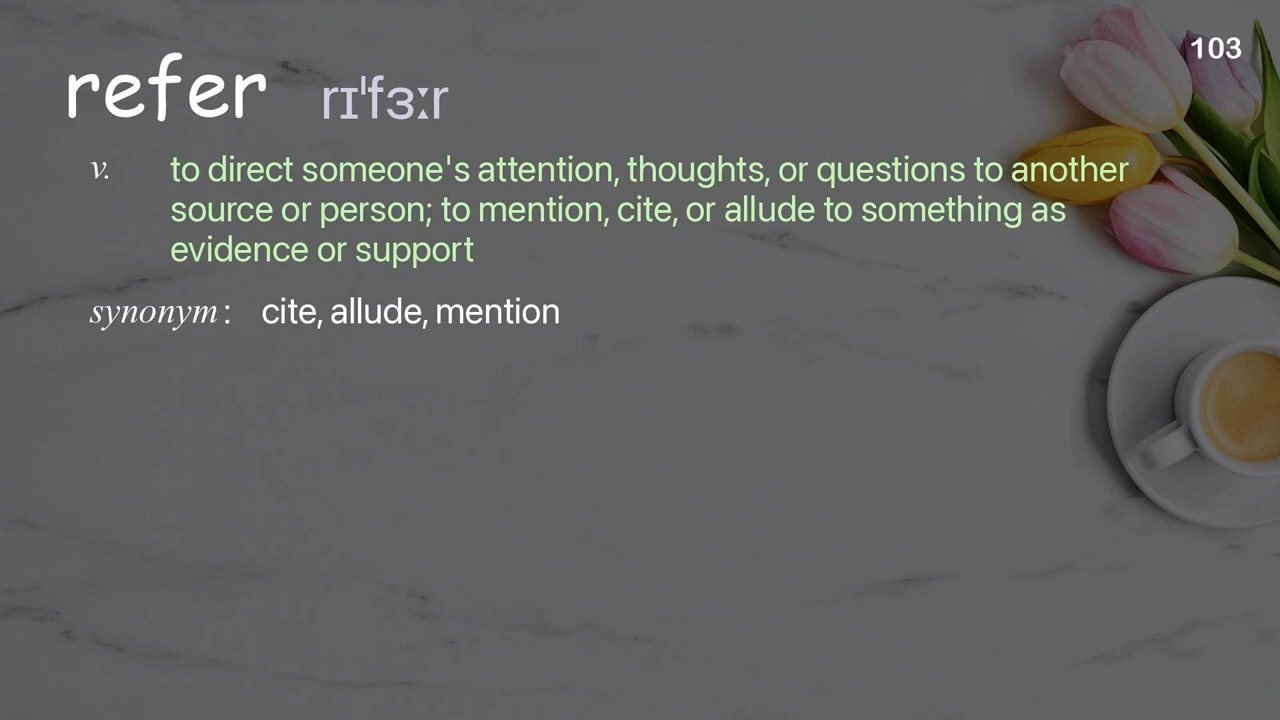 103
refer rɪˈfɜːr
v. to direct someone's attention, thoughts, or questions to another
source or person; to mention, cite, or allude to something as
evidence or support
synonym: cite, allude, mention